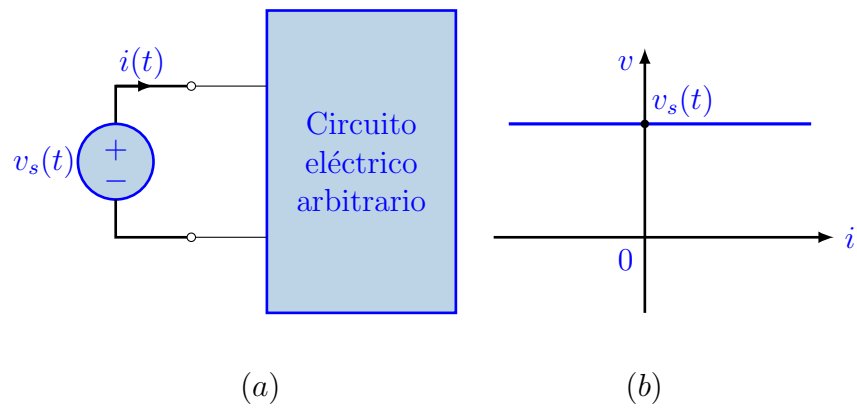 i(t)
v_s(t)
+
−
Circuito
eléctrico
arbitrario
(a)
v
v_s(t)
i
0
(b)